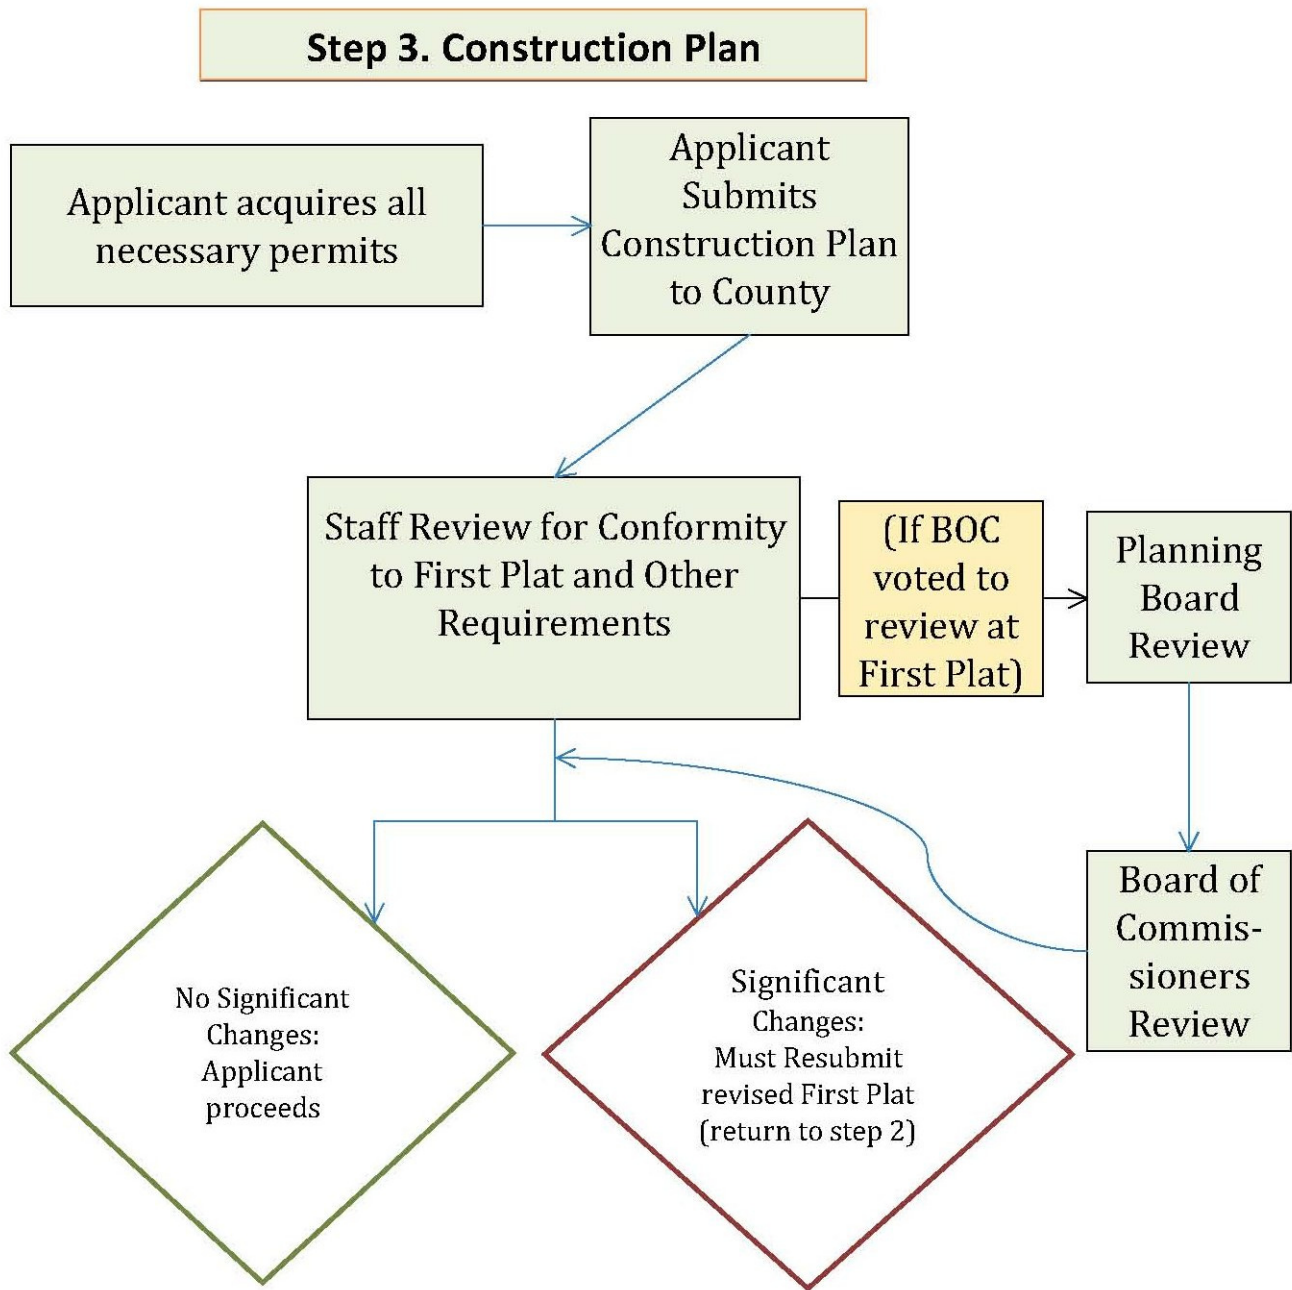 Step 3. Construction Plan
Applicant acquires all
necessary permits
Applicant
Submits
Construction Plan
to County
Staff Review for Conformity
to First Plat and Other
Requirements
(If BOC
voted to
review at
First Plat)
Planning
Board
Review
Board of
Commis-
sioners
Review
No Significant
Changes:
Applicant
proceeds
Significant
Changes:
Must Resubmit
revised First Plat
(return to step 2)